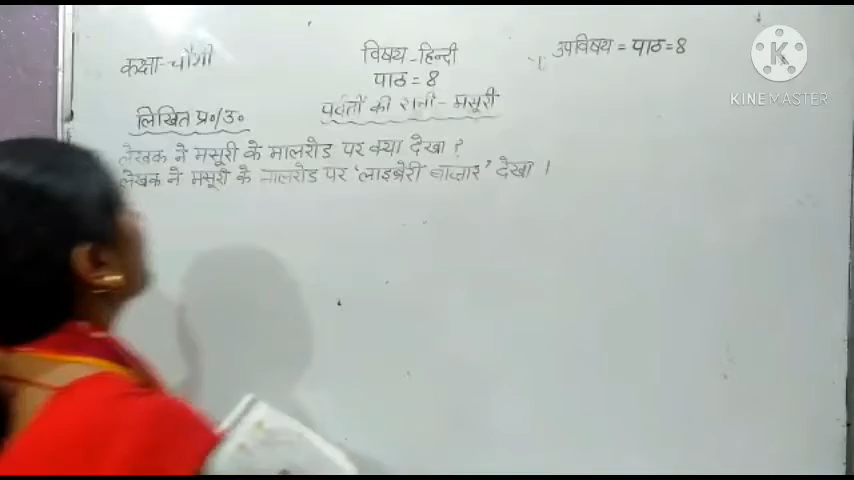 कक्षा-चौथी
विषय-हिन्दी
उपविषय = पाठ=8
पाठ = 8
पर्वतों की रानी - मसूरी
लिखित प्र०/उ०
लेखक ने मसूरी के मालरोड पर क्या देखा ?
लेखक ने मसूरी के मालरोड पर 'लाइब्रेरी बाजार' देखा ।
KINEMASTER